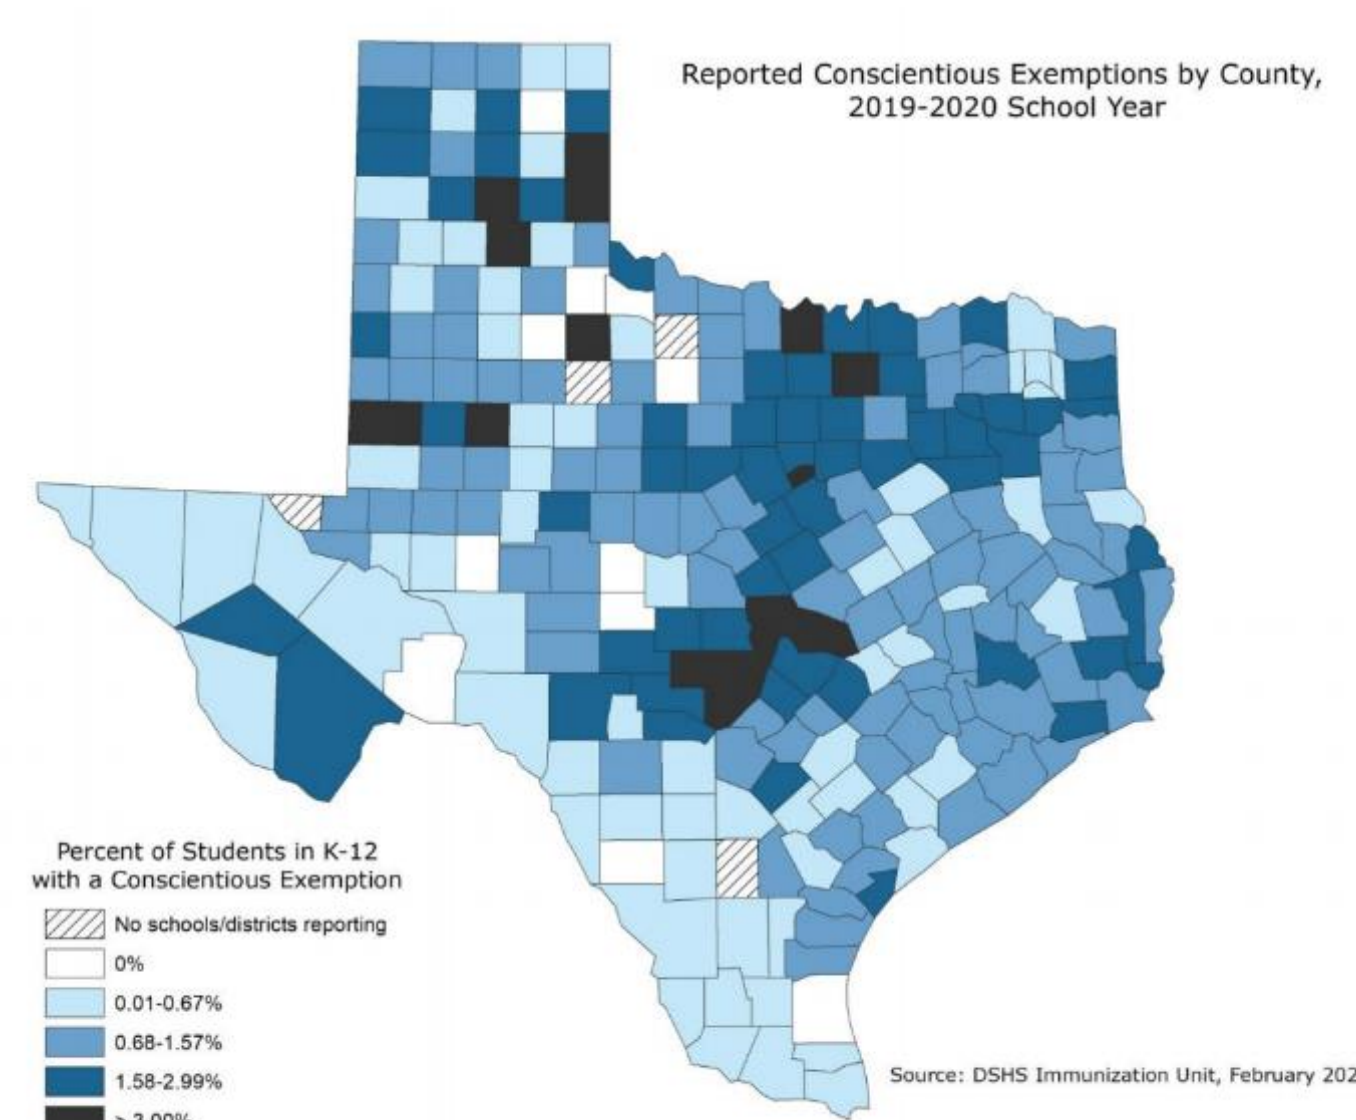 Reported Conscientious Exemptions by County,
2019-2020 School Year
Percent of Students in K-12
with a Conscientious Exemption
No schools/districts reporting
0%
0.01-0.67%
0.68-1.57%
1.58-2.99%
Source: DSHS Immunization Unit, February